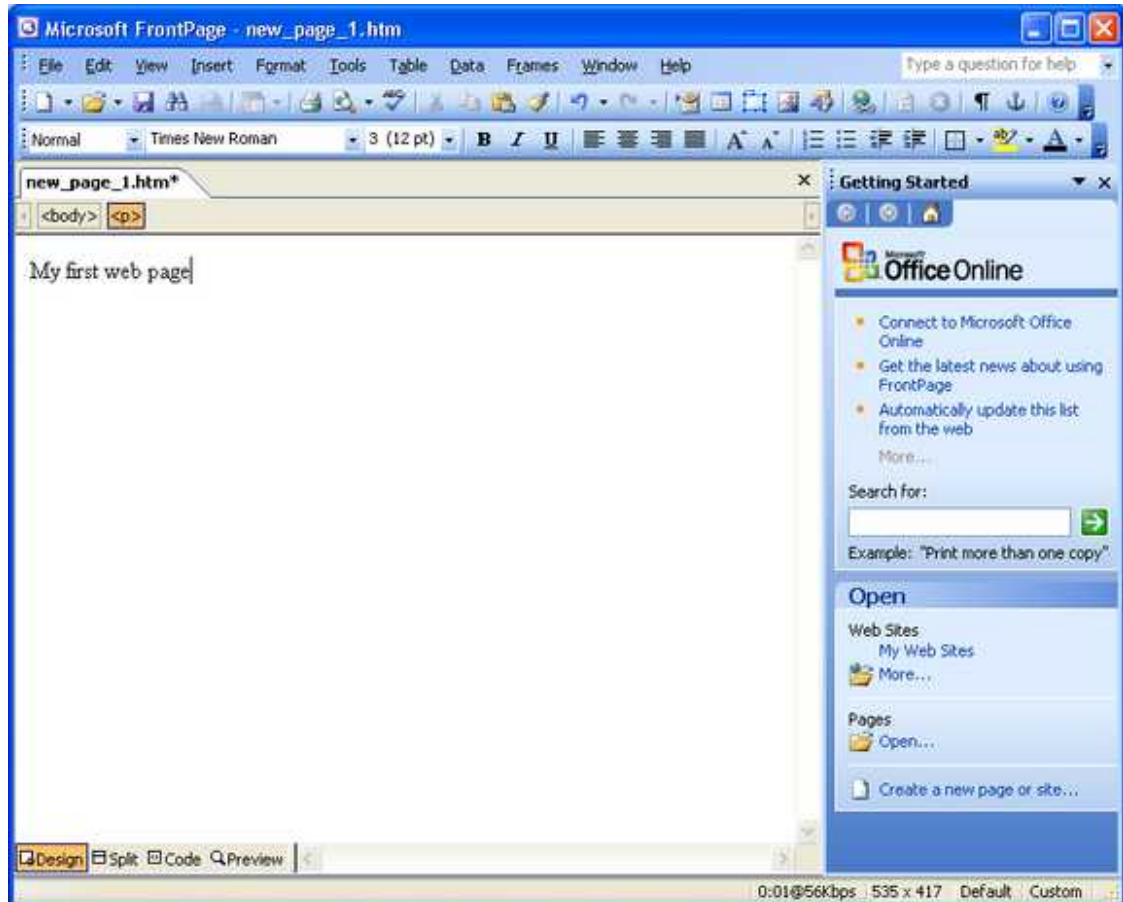 Microsoft FrontPage - new_page_1.htm
File Edit View Insert Format Tools Table Data Frames Window Help Type a question for help
Normal Times New Roman 3 (12 pt) B I U A A A
new_page_1.htm*
<body> <p>
My first web page
Design Split Code Preview
Getting Started
Microsoft
Office Online
Connect to Microsoft Office
Online
Get the latest news about using
FrontPage
Automatically update this list
from the web
More...
Search for:
Example: "Print more than one copy"
Open
Web Sites
My Web Sites
More...
Pages
Open...
Create a new page or site...
0:01@56Kbps 535 x 417 Default Custom